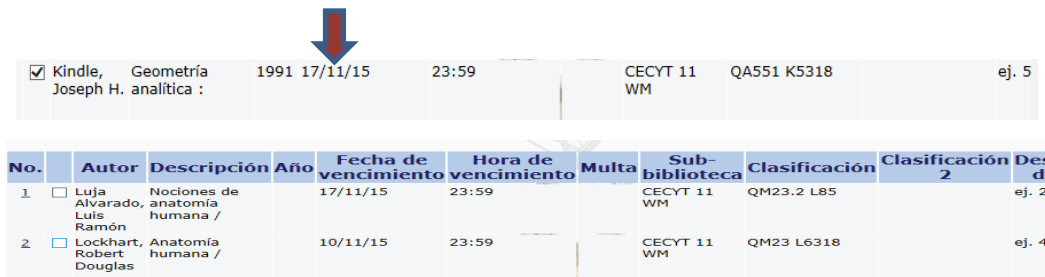 Kindle, Geometría 1991 17/11/15 23:59 CECYT 11 QA551 K5318 ej. 5
Joseph H. analítica : WM
Fecha de Hora de Sub- Clasificación Des
No. Autor Descripción Año vencimiento vencimiento Multa biblioteca Clasificación 2 d
1 Luja Nociones de 17/11/15 23:59 CECYT 11 QM23.2 L85 ej. 2
Alvarado, anatomía WM
Luis humana /
Ramón
2 Lockhart, Anatomía 10/11/15 23:59 CECYT 11 QM23 L6318 ej. 4
Robert humana / WM
Douglas